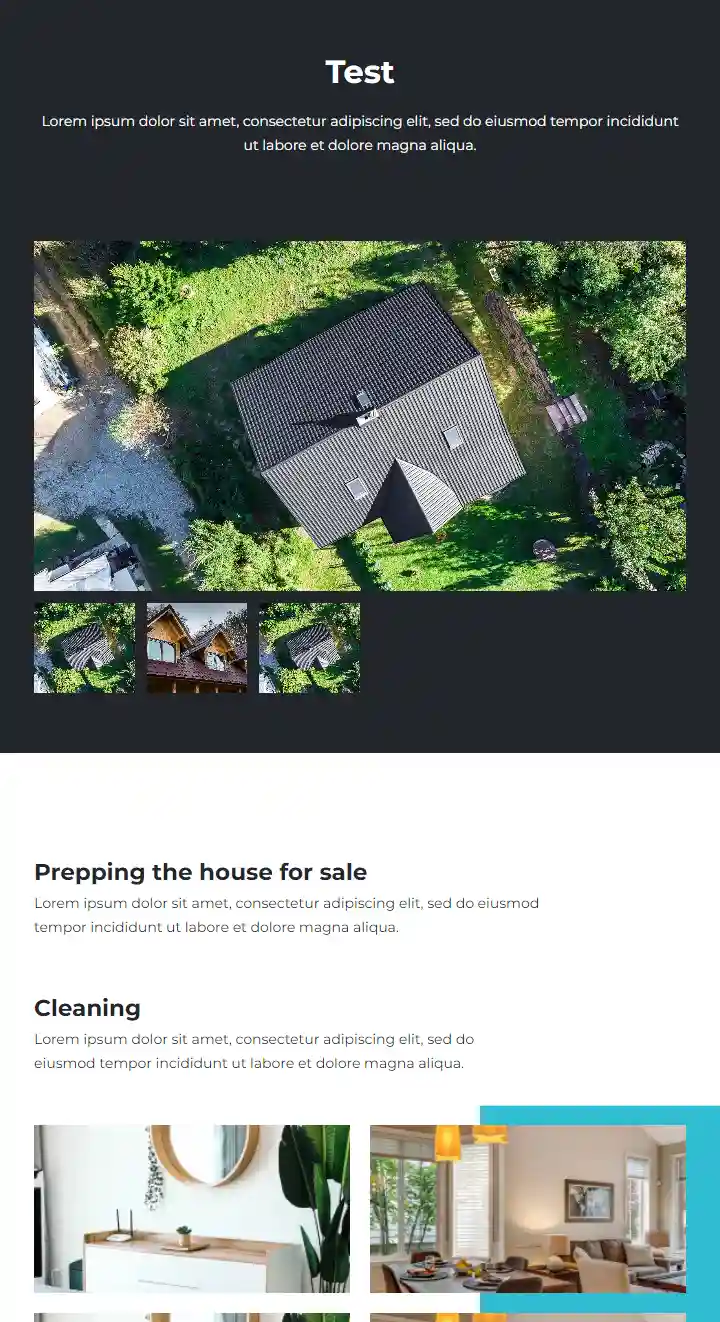 Test
Lorem ipsum dolor sit amet, consectetur adipiscing elit, sed do eiusmod tempor incididunt
ut labore et dolore magna aliqua.
Prepping the house for sale
Lorem ipsum dolor sit amet, consectetur adipiscing elit, sed do eiusmod
tempor incididunt ut labore et dolore magna aliqua.
Cleaning
Lorem ipsum dolor sit amet, consectetur adipiscing elit, sed do
eiusmod tempor incididunt ut labore et dolore magna aliqua.